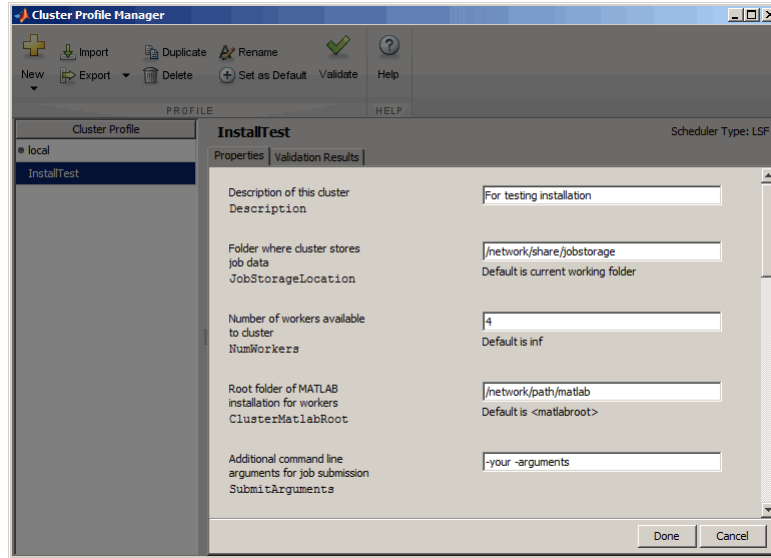 Cluster Profile Manager
Import
Duplicate
Rename
New
Export
Delete
Set as Default
Validate
Help
PROFILE
HELP
Cluster Profile
local
InstallTest
InstallTest
Scheduler Type: LSF
Properties
Validation Results
Description of this cluster
Description
For testing installation
Folder where cluster stores
job data
JobStorageLocation
/network/share/jobstorage
Default is current working folder
Number of workers available
to cluster
NumWorkers
4
Default is inf
Root folder of MATLAB
installation for workers
ClusterMatlabRoot
/network/path/matlab
Default is <matlabroot>
Additional command line
arguments for job submission
SubmitArguments
-your -arguments
Done
Cancel